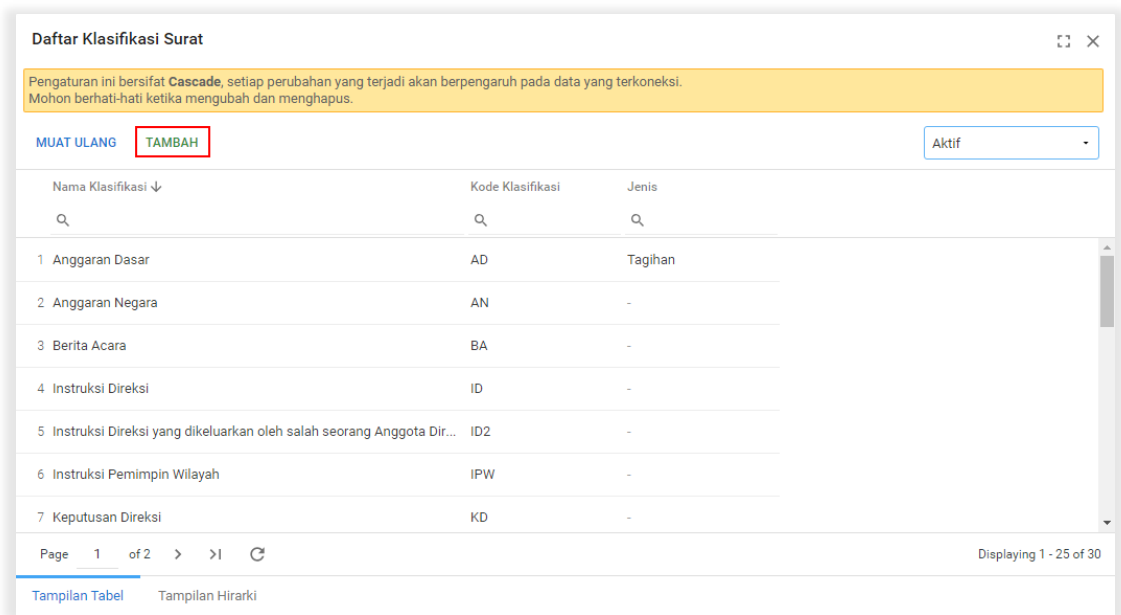 Daftar Klasifikasi Surat
Pengaturan ini bersifat Cascade, setiap perubahan yang terjadi akan berpengaruh pada data yang terkoneksi.
Mohon berhati-hati ketika mengubah dan menghapus.
MUAT ULANG TAMBAH Aktif
Nama Klasifikasi Kode Klasifikasi Jenis
1 Anggaran Dasar AD Tagihan
2 Anggaran Negara AN -
3 Berita Acara BA -
4 Instruksi Direksi ID -
5 Instruksi Direksi yang dikeluarkan oleh salah seorang Anggota Dir... ID2 -
6 Instruksi Pemimpin Wilayah IPW -
7 Keputusan Direksi KD -
Page 1 of 2 Displaying 1 - 25 of 30
Tampilan Tabel Tampilan Hirarki